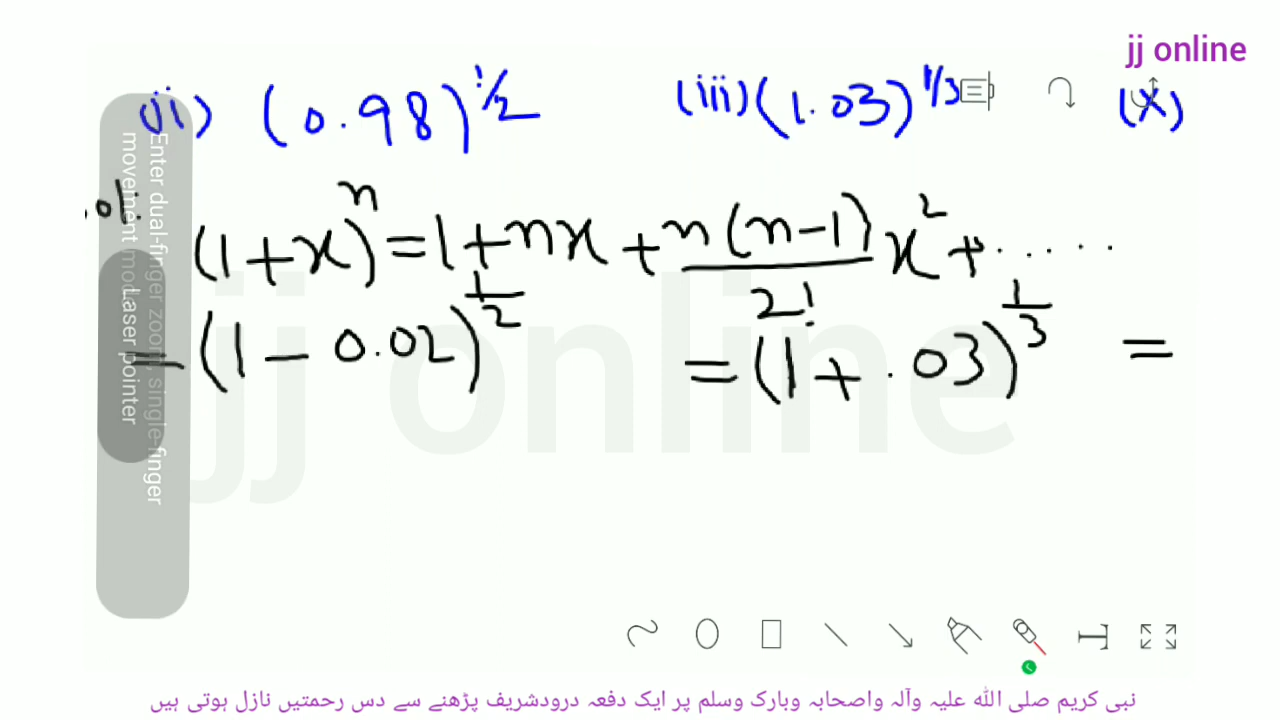 jj online
(ii) (0.98)^1/2 (iii) (1.03)^1/3 (x)
Enter dual-finger zoom, single-finger
movement mode
Laser pointer
(1+x)^n = 1+nx + n(n-1)/2! x^2 + ......
= (1 - 0.02)^1/2 = (1 + .03)^1/3 =
jj online
نبی کریم صلی اللہ علیہ وآلہ واصحابہ وبارک وسلم پر ایک دفعہ درودشریف پڑھنے سے دس رحمتیں نازل ہوتی ہیں